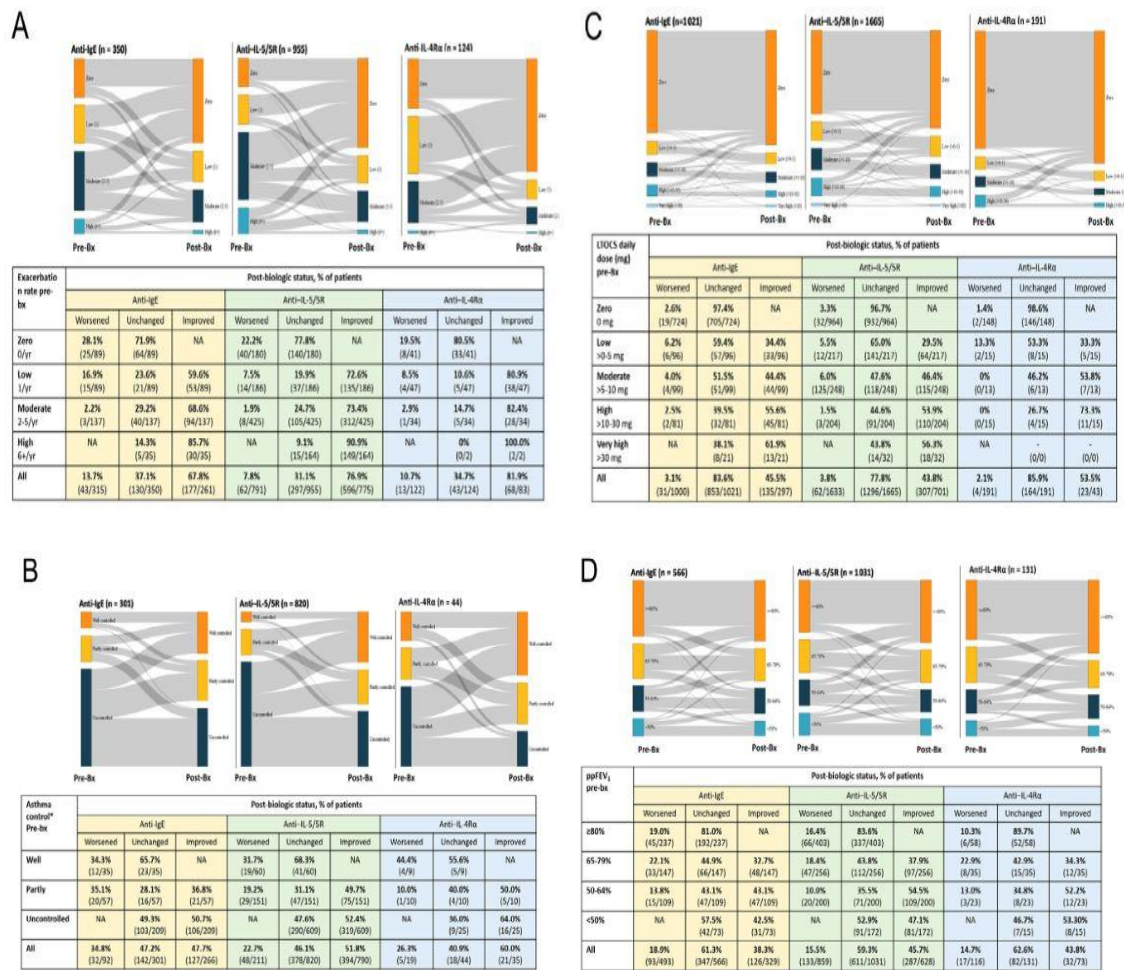 A
Anti-IgE (n = 350)
Anti–IL-5/5R (n = 955)
Anti-IL-4Rα (n = 124)
Zero
Low (1)
Moderate (2-5)
High (6+)
Pre-Bx Post-Bx Pre-Bx Post-Bx Pre-Bx Post-Bx
Exacerbatio Post-biologic status, % of patients
n rate pre-
bx
Anti-IgE Anti–IL-5/5R Anti–IL-4Rα
Worsened Unchanged Improved Worsened Unchanged Improved Worsened Unchanged Improved
Zero 28.1% 71.9% NA 22.2% 77.8% NA 19.5% 80.5% NA
0/yr (25/89) (64/89) (40/180) (140/180) (8/41) (33/41)
Low 16.9% 23.6% 59.6% 7.5% 19.9% 72.6% 8.5% 10.6% 80.9%
1/yr (15/89) (21/89) (53/89) (14/186) (37/186) (135/186) (4/47) (5/47) (38/47)
Moderate 2.2% 29.2% 68.6% 1.9% 24.7% 73.4% 2.9% 14.7% 82.4%
2-5/yr (3/137) (40/137) (94/137) (8/425) (105/425) (312/425) (1/34) (5/34) (28/34)
High NA 14.3% 85.7% NA 9.1% 90.9% NA 0% 100.0%
6+/yr (5/35) (30/35) (15/164) (149/164) (0/2) (2/2)
All 13.7% 37.1% 67.8% 7.8% 31.1% 76.9% 10.7% 34.7% 81.9%
(43/315) (130/350) (177/261) (62/791) (297/955) (596/775) (13/122) (43/124) (68/83)
B
Anti-IgE (n = 301)
Anti–IL-5/5R (n = 820)
Anti-IL-4Rα (n = 44)
Well controlled
Partly controlled
Uncontrolled
Pre-Bx Post-Bx Pre-Bx Post-Bx Pre-Bx Post-Bx
Asthma Post-biologic status, % of patients
control*
Pre-bx
Anti-IgE Anti–IL-5/5R Anti–IL-4Rα
Worsened Unchanged Improved Worsened Unchanged Improved Worsened Unchanged Improved
Well 34.3% 65.7% NA 31.7% 68.3% NA 44.4% 55.6% NA
(12/35) (23/35) (19/60) (41/60) (4/9) (5/9)
Partly 35.1% 28.1% 36.8% 19.2% 31.1% 49.7% 10.0% 40.0% 50.0%
(20/57) (16/57) (21/57) (29/151) (47/151) (75/151) (1/10) (4/10) (5/10)
Uncontrolled NA 49.3% 50.7% NA 47.6% 52.4% NA 36.0% 64.0%
(103/209) (106/209) (290/609) (319/609) (9/25) (16/25)
All 34.8% 47.2% 47.7% 22.7% 46.1% 51.8% 26.3% 40.9% 60.0%
(32/92) (142/301) (127/266) (48/211) (378/820) (394/790) (5/19) (18/44) (21/35)
C
Anti-IgE (n=1021)
Anti–IL-5/5R (n = 1665)
Anti-IL-4Rα (n = 191)
Pre-Bx Post-Bx Pre-Bx Post-Bx Pre-Bx Post-Bx
LTOCS daily Post-biologic status, % of patients
dose (mg)
pre-Bx
Anti-IgE Anti–IL-5/5R Anti–IL-4Rα
Worsened Unchanged Improved Worsened Unchanged Improved Worsened Unchanged Improved
Zero 2.6% 97.4% NA 3.3% 96.7% NA 1.4% 98.6% NA
0 mg (19/724) (705/724) (32/964) (932/964) (2/148) (146/148)
Low 6.2% 59.4% 34.4% 5.5% 65.0% 29.5% 13.3% 53.3% 33.3%
>0-5 mg (6/96) (57/96) (33/96) (12/217) (141/217) (64/217) (2/15) (8/15) (5/15)
Moderate 4.0% 51.5% 44.4% 6.0% 47.6% 46.4% 0% 46.2% 53.8%
>5-10 mg (4/99) (51/99) (44/99) (125/248) (118/248) (115/248) (0/13) (6/13) (7/13)
High 2.5% 39.5% 55.6% 1.5% 44.6% 53.9% 0% 26.7% 73.3%
>10-30 mg (2/81) (32/81) (45/81) (3/204) (91/204) (110/204) (0/15) (4/15) (11/15)
Very high NA 38.1% 61.9% NA 43.8% 56.3% NA - -
>30 mg (8/21) (13/21) (14/32) (18/32) (0/0) (0/0)
All 3.1% 83.6% 45.5% 3.8% 77.8% 43.8% 2.1% 85.9% 53.5%
(31/1000) (853/1021) (135/297) (62/1633) (1296/1665) (307/701) (4/191) (164/191) (23/43)
D
Anti-IgE (n = 566)
Anti–IL-5/5R (n = 1031)
Anti-IL-4Rα (n = 131)
>=80%
65-79%
50-64%
<50%
Pre-Bx Post-Bx Pre-Bx Post-Bx Pre-Bx Post-Bx
ppFEV₁ Post-biologic status, % of patients
pre-bx
Anti-IgE Anti–IL-5/5R Anti–IL-4Rα
Worsened Unchanged Improved Worsened Unchanged Improved Worsened Unchanged Improved
≥80% 19.0% 81.0% NA 16.4% 83.6% NA 10.3% 89.7% NA
(45/237) (192/237) (66/403) (337/403) (6/58) (52/58)
65-79% 22.1% 44.9% 32.7% 18.4% 43.8% 37.9% 22.9% 42.9% 34.3%
(33/147) (66/147) (48/147) (47/256) (112/256) (97/256) (8/35) (15/35) (12/35)
50-64% 13.8% 43.1% 43.1% 10.0% 35.5% 54.5% 13.0% 34.8% 52.2%
(15/109) (47/109) (47/109) (20/200) (71/200) (109/200) (3/23) (8/23) (12/23)
<50% NA 57.5% 42.5% NA 52.9% 47.1% NA 46.7% 53.30%
(42/73) (31/73) (91/172) (81/172) (7/15) (8/15)
All 18.9% 61.3% 38.3% 15.5% 59.3% 45.7% 14.7% 62.6% 43.8%
(93/493) (347/566) (126/329) (133/859) (611/1031) (287/628) (17/116) (82/131) (32/73)